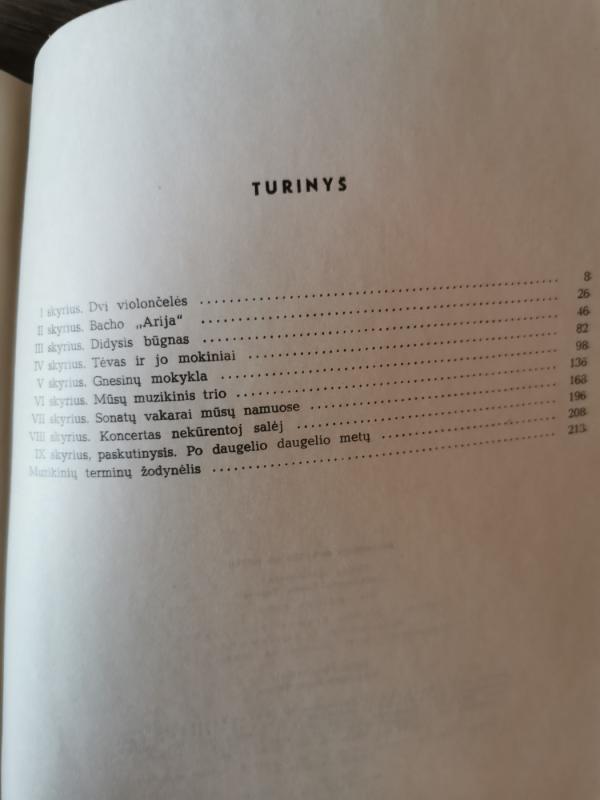 TURINYS
I skyrius. Dvi violončelės ........ 8
II skyrius. Bacho „Arija“ ........ 26
III skyrius. Didysis būgnas ........ 46
IV skyrius. Tėvas ir jo mokiniai ........ 82
V skyrius. Gnesinų mokykla ........ 98
VI skyrius. Mūsų muzikinis trio ........ 136
VII skyrius. Sonatų vakarai mūsų namuose ........ 168
VIII skyrius. Koncertas nekūrentoj salėj ........ 196
IX skyrius, paskutinysis. Po daugelio daugelio metų ........ 208
Muzikinių terminų žodynėlis ........ 213